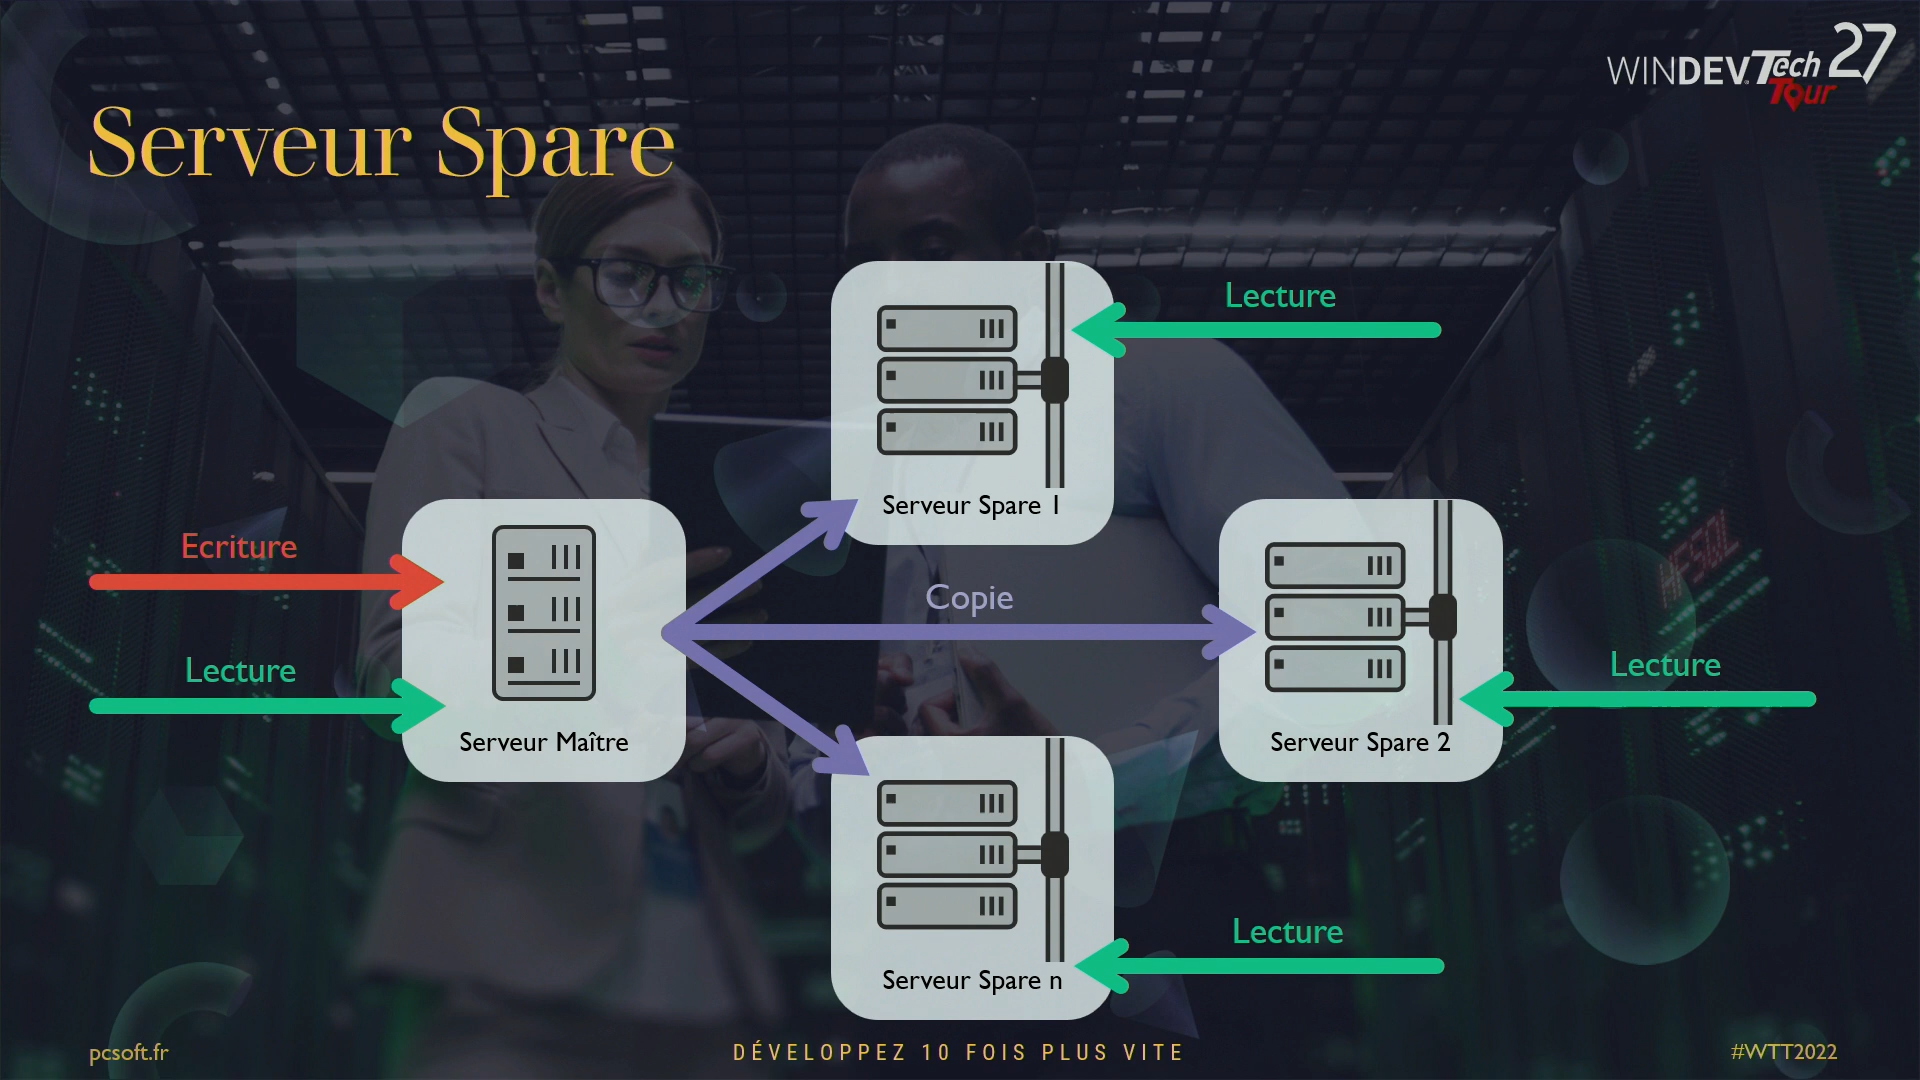 WINDEV Tech 27
Tour
Serveur Spare
Lecture
Serveur Spare 1
Ecriture
Copie
Lecture
Lecture
Serveur Maître
Serveur Spare 2
Lecture
Serveur Spare n
pcsoft.fr
DÉVELOPPEZ 10 FOIS PLUS VITE
#WTT2022